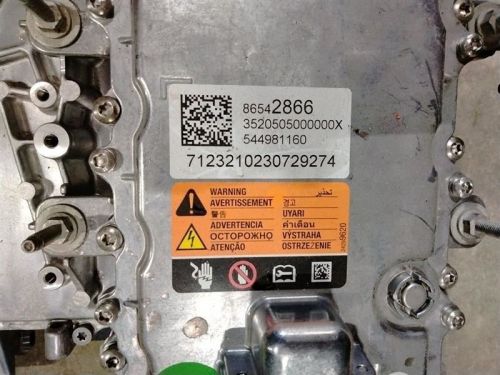 86542866
3520505000000X
544981160
7123210230729274
WARNING تحذير
AVERTISSEMENT 경고
警告 UYARI
ADVERTENCIA คำเตือน
ОСТОРОЖНО VÝSTRAHA
ATENÇÃO OSTRZEŻENIE